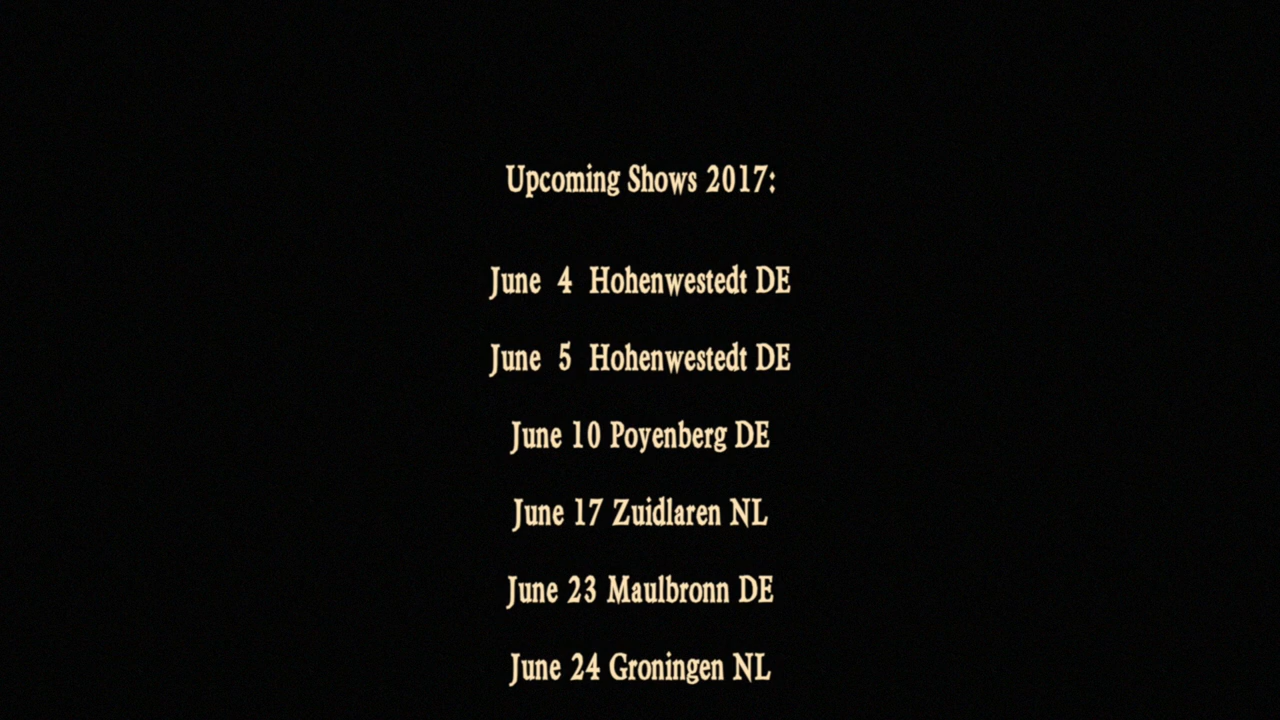 Upcoming Shows 2017:
June 4 Hohenwestedt DE
June 5 Hohenwestedt DE
June 10 Poyenberg DE
June 17 Zuidlaren NL
June 23 Maulbronn DE
June 24 Groningen NL